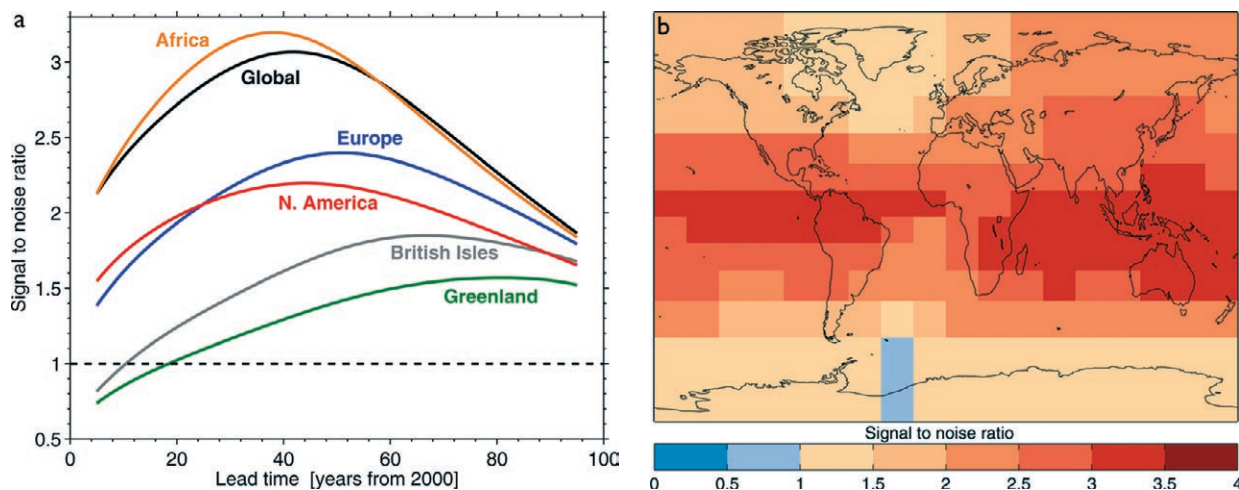 a
Signal to noise ratio
3
2.5
2
1.5
1
0.5
Africa
Global
Europe
N. America
British Isles
Greenland
0 20 40 60 80 100
Lead time [years from 2000]
b
Signal to noise ratio
0 0.5 1 1.5 2 2.5 3 3.5 4